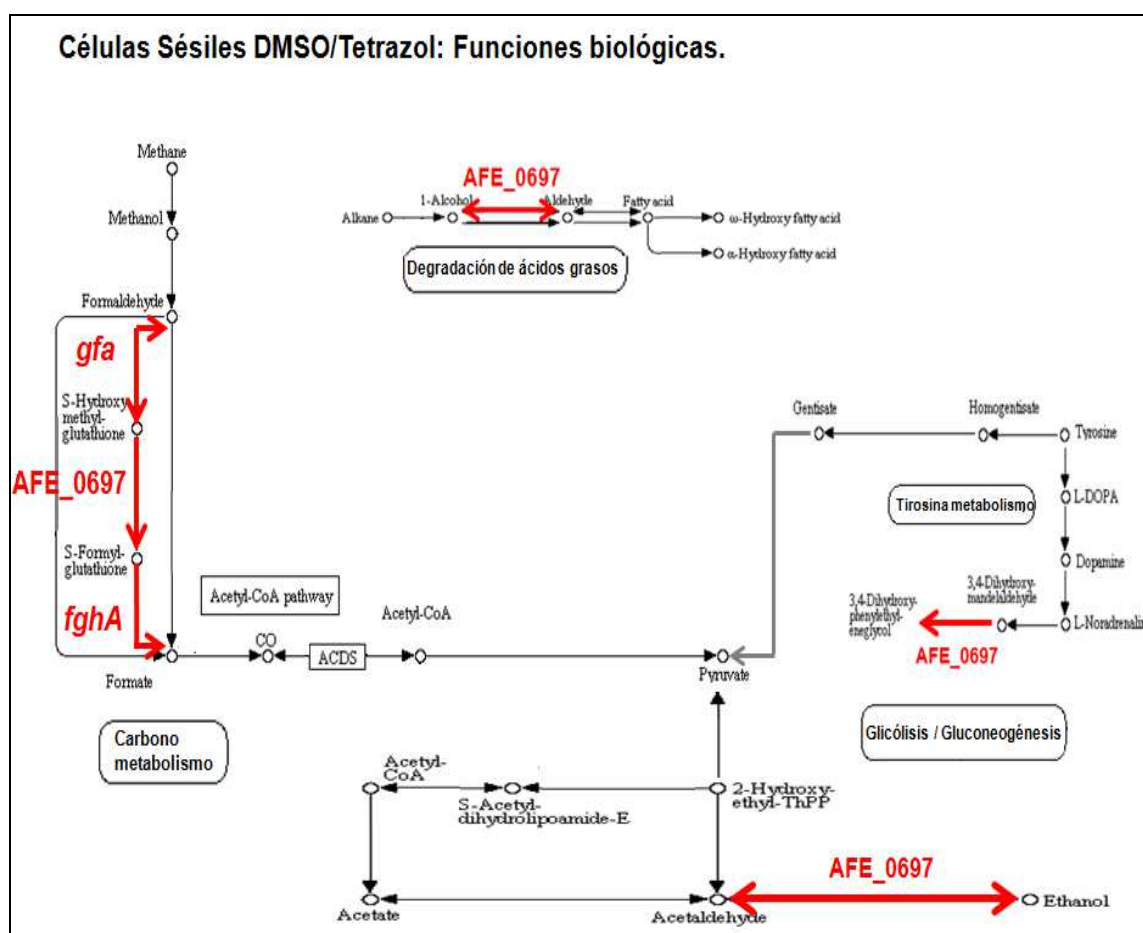 Células Sésiles DMSO/Tetrazol: Funciones biológicas.
Methane
Methanol
Formaldehyde
gfa
S-Hydroxy
methyl-
glutathione
AFE_0697
S-Formyl-
glutathione
fghA
Formate
Carbono
metabolismo
AFE_0697
Alkane
1-Alcohol
Aldehyde
Fatty acid
ω-Hydroxy fatty acid
α-Hydroxy fatty acid
Degradación de ácidos grasos
Acetyl-CoA pathway
CO
ACDS
Acetyl-CoA
Pyruvate
Gentisate
Homogentisate
Tyrosine
Tirosina metabolismo
L-DOPA
Dopamine
3,4-Dihydroxy-
mandelaldehyde
3,4-Dihydroxy-
phenylethyl-
eneglycol
L-Noradrenalin
AFE_0697
Glicólisis / Gluconeogénesis
Acetyl-
CoA
S-Acetyl-
dihydrolipoamide-E
2-Hydroxy-
ethyl-ThPP
AFE_0697
Acetate
Acetaldehyde
Ethanol